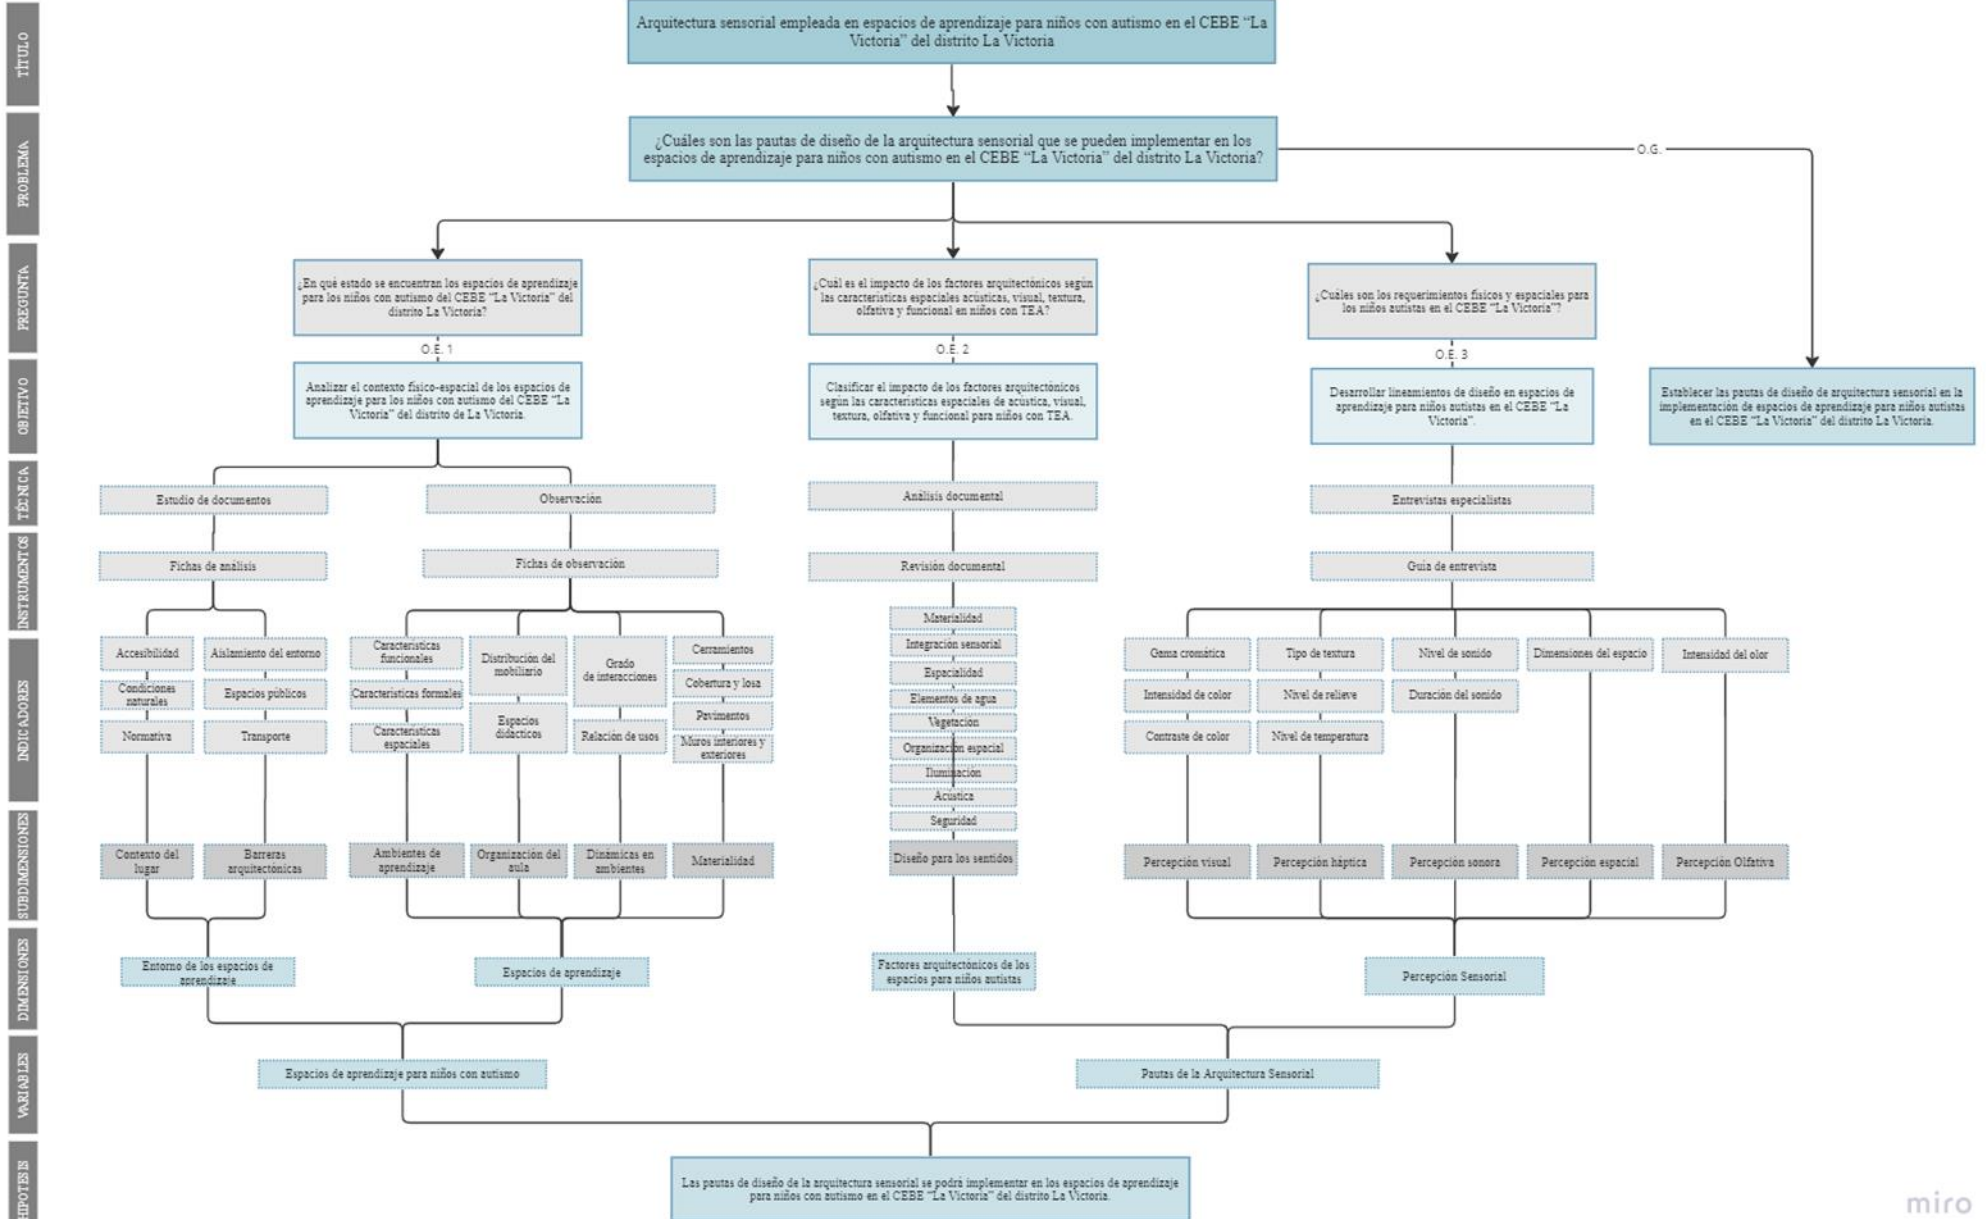 TÍTULO
Arquitectura sensorial empleada en espacios de aprendizaje para niños con autismo en el CEBE “La
Victoria” del distrito La Victoria
PROBLEMA
¿Cuáles son las pautas de diseño de la arquitectura sensorial que se pueden implementar en los
espacios de aprendizaje para niños con autismo en el CEBE “La Victoria” del distrito La Victoria?
O.G.
PREGUNTA
¿En qué estado se encuentran los espacios de aprendizaje
para los niños con autismo del CEBE “La Victoria” del
distrito La Victoria?
¿Cuál es el impacto de los factores arquitectónicos según
las características espaciales acústicas, visual, textura,
olfativa y funcional en niños con TEA?
¿Cuáles son los requerimientos físicos y espaciales para
los niños autistas en el CEBE “La Victoria”?
O.E. 1
O.E. 2
O.E. 3
OBJETIVO
Analizar el contexto físico-espacial de los espacios de
aprendizaje para los niños con autismo del CEBE “La
Victoria” del distrito de La Victoria.
Clasificar el impacto de los factores arquitectónicos
según las características espaciales de acústica, visual,
textura, olfativa y funcional para niños con TEA.
Desarrollar lineamientos de diseño en espacios de
aprendizaje para niños autistas en el CEBE “La
Victoria”.
Establecer las pautas de diseño de arquitectura sensorial en la
implementación de espacios de aprendizaje para niños autistas
en el CEBE “La Victoria” del distrito La Victoria.
TÉCNICA
Estudio de documentos
Observación
Análisis documental
Entrevistas especialistas
INSTRUMENTOS
Fichas de análisis
Fichas de observación
Revisión documental
Guía de entrevista
INDICADORES
Accesibilidad
Condiciones
naturales
Normativa
Aislamiento del entorno
Espacios públicos
Transporte
Características
funcionales
Características formales
Características
espaciales
Distribución del
mobiliario
Espacios
didácticos
Grado
de interacciones
Relación de usos
Cerramientos
Cobertura y losa
Pavimentos
Muros interiores y
exteriores
Materialidad
Integración sensorial
Espacialidad
Elementos de agua
Vegetación
Organización espacial
Iluminación
Acústica
Seguridad
Gama cromática
Intensidad de color
Contraste de color
Tipo de textura
Nivel de relieve
Nivel de temperatura
Nivel de sonido
Duración del sonido
Dimensiones del espacio
Intensidad del olor
SUBDIMENSIONES
Contexto del
lugar
Barreras
arquitectónicas
Ambientes de
aprendizaje
Organización del
aula
Dinámicas en
ambientes
Materialidad
Diseño para los sentidos
Percepción visual
Percepción háptica
Percepción sonora
Percepción espacial
Percepción Olfativa
DIMENSIONES
Entorno de los espacios de
aprendizaje
Espacios de aprendizaje
Factores arquitectónicos de los
espacios para niños autistas
Percepción Sensorial
VARIABLES
Espacios de aprendizaje para niños con autismo
Pautas de la Arquitectura Sensorial
HIPOTESIS
Las pautas de diseño de la arquitectura sensorial se podrá implementar en los espacios de aprendizaje
para niños con autismo en el CEBE “La Victoria” del distrito La Victoria.
miro